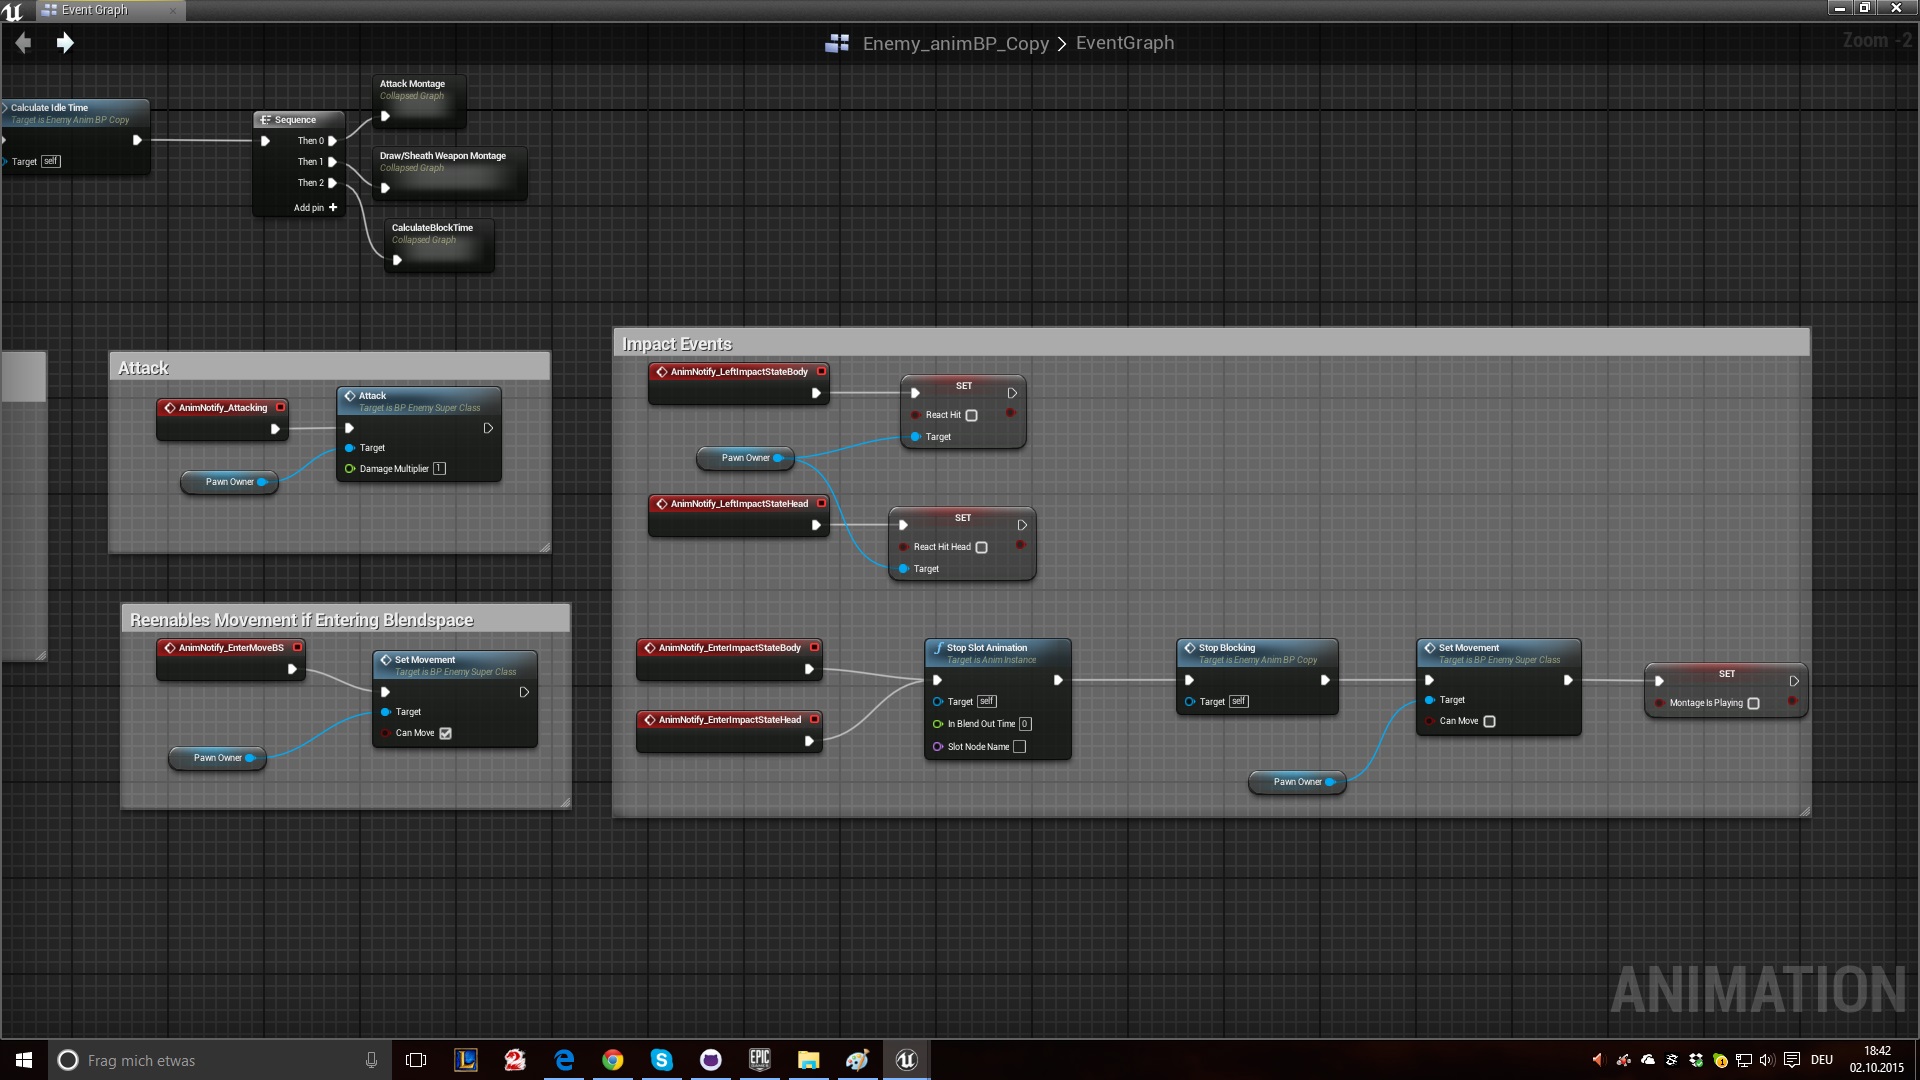 Event Graph
Enemy_animBP_Copy > EventGraph
Zoom -2
Calculate Idle Time
Target is Enemy Anim BP Copy
Target self
Sequence
Then 0
Then 1
Then 2
Add pin
Attack Montage
Collapsed Graph
Draw/Sheath Weapon Montage
Collapsed Graph
CalculateBlockTime
Collapsed Graph
Attack
AnimNotify_Attacking
Pawn Owner
Attack
Target is BP Enemy Super Class
Target
Damage Multiplier 1
Reenables Movement if Entering Blendspace
AnimNotify_EnterMoveBS
Pawn Owner
Set Movement
Target is BP Enemy Super Class
Target
Can Move
Impact Events
AnimNotify_LeftImpactStateBody
SET
React Hit
Target
Pawn Owner
AnimNotify_LeftImpactStateHead
SET
React Hit Head
Target
AnimNotify_EnterImpactStateBody
AnimNotify_EnterImpactStateHead
Stop Slot Animation
Target is Anim Instance
Target self
In Blend Out Time 0
Slot Node Name
Stop Blocking
Target is Enemy Anim BP Copy
Target self
Pawn Owner
Set Movement
Target is BP Enemy Super Class
Target
Can Move
SET
Montage Is Playing
ANIMATION
Frag mich etwas
EPIC
GAMES
DEU
18:42
02.10.2015